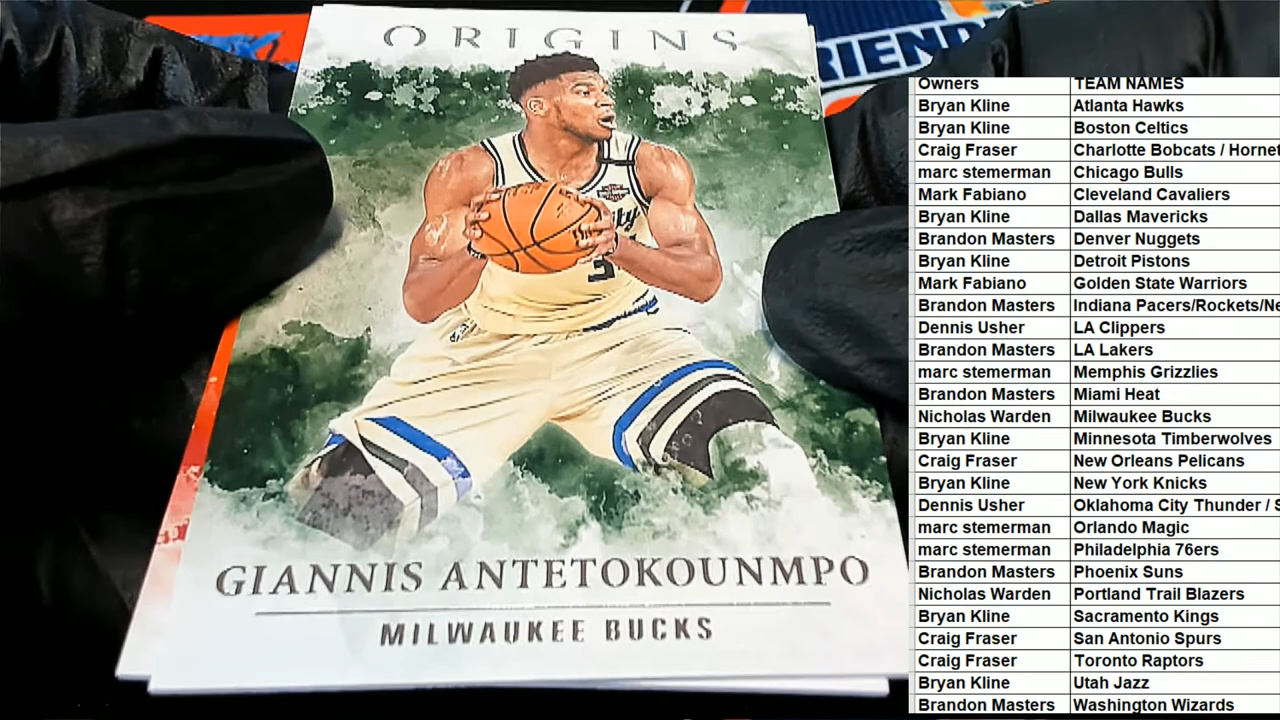 ORIGINS
RIEND
GIANNIS ANTETOKOUNMPO
MILWAUKEE BUCKS
Owners TEAM NAMES
Bryan Kline Atlanta Hawks
Bryan Kline Boston Celtics
Craig Fraser Charlotte Bobcats / Hornet
marc stemerman Chicago Bulls
Mark Fabiano Cleveland Cavaliers
Bryan Kline Dallas Mavericks
Brandon Masters Denver Nuggets
Bryan Kline Detroit Pistons
Mark Fabiano Golden State Warriors
Brandon Masters Indiana Pacers/Rockets/Ne
Dennis Usher LA Clippers
Brandon Masters LA Lakers
marc stemerman Memphis Grizzlies
Brandon Masters Miami Heat
Nicholas Warden Milwaukee Bucks
Bryan Kline Minnesota Timberwolves
Craig Fraser New Orleans Pelicans
Bryan Kline New York Knicks
Dennis Usher Oklahoma City Thunder / S
marc stemerman Orlando Magic
marc stemerman Philadelphia 76ers
Brandon Masters Phoenix Suns
Nicholas Warden Portland Trail Blazers
Bryan Kline Sacramento Kings
Craig Fraser San Antonio Spurs
Craig Fraser Toronto Raptors
Bryan Kline Utah Jazz
Brandon Masters Washington Wizards